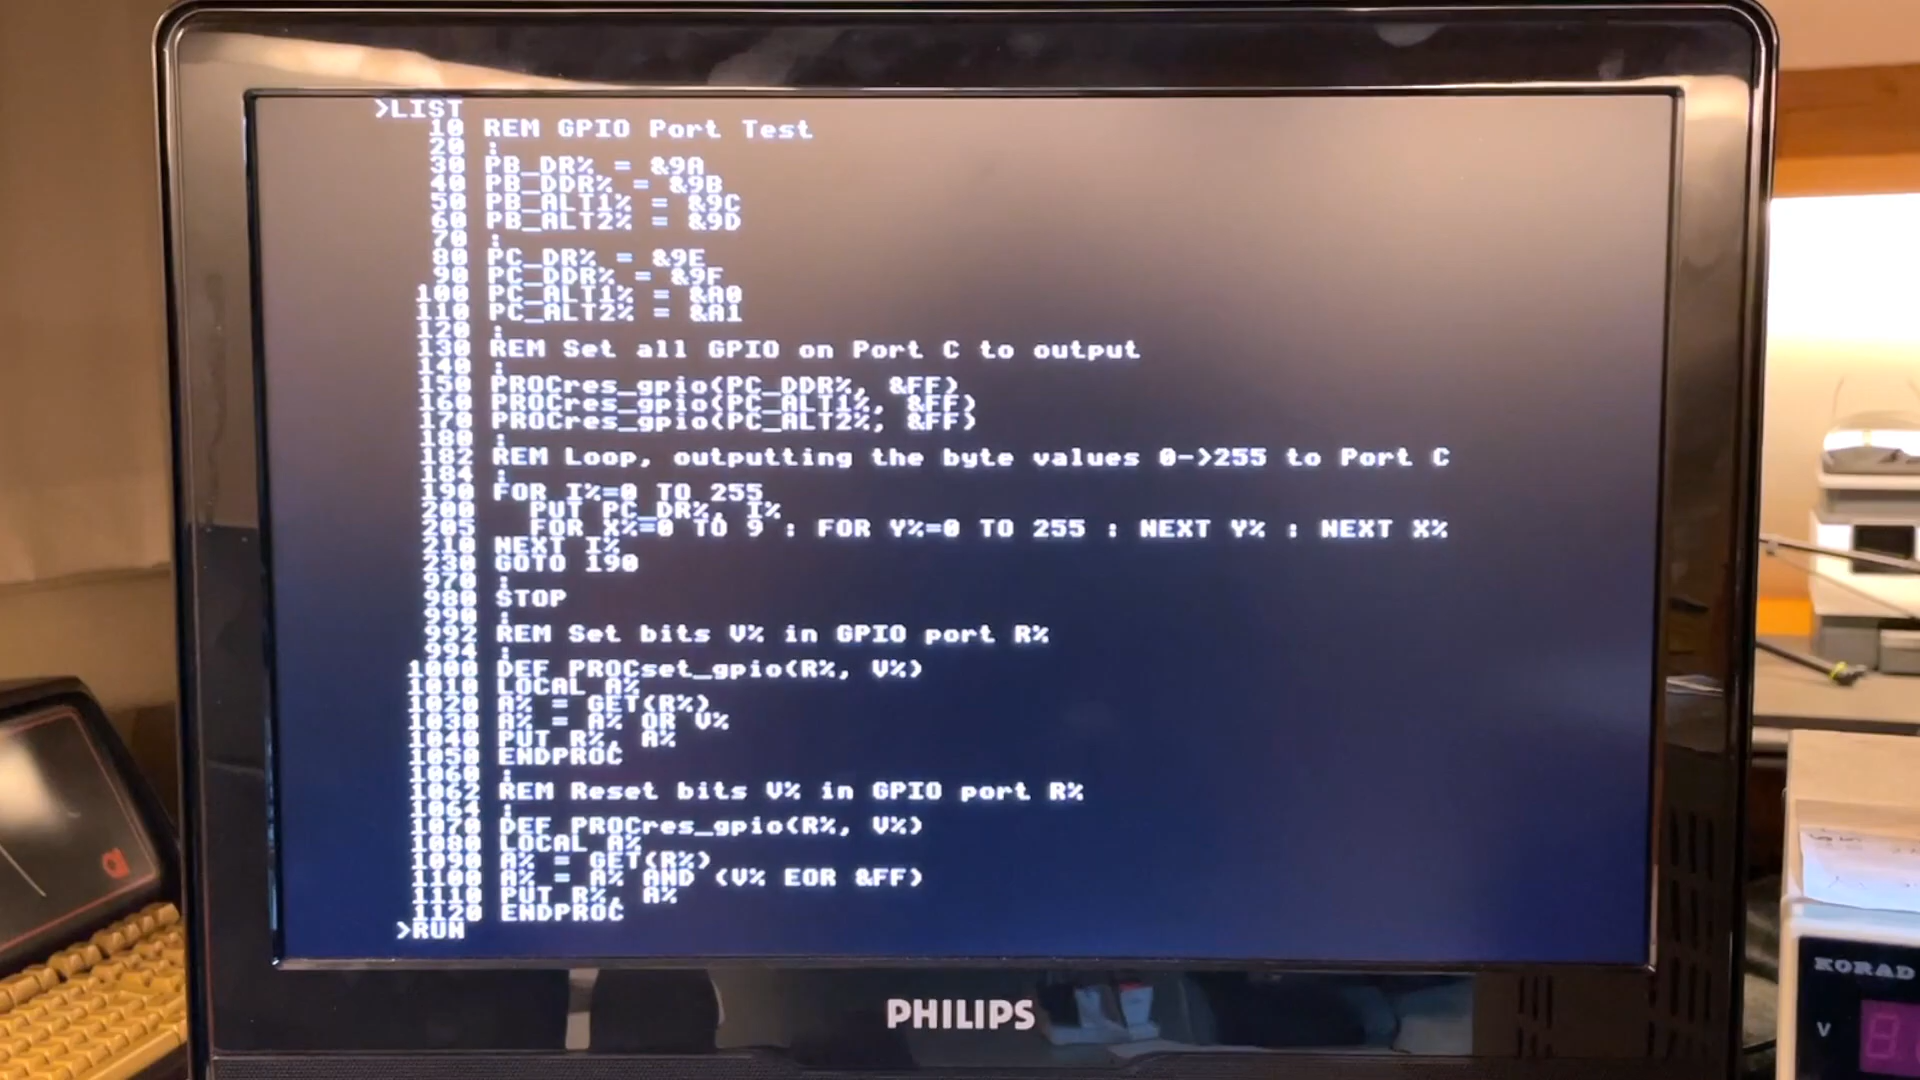 >LIST
10 REM GPIO Port Test
20 :
30 PB_DR% = &9A
40 PB_DDR% = &9B
50 PB_ALT1% = &9C
60 PB_ALT2% = &9D
70 :
80 PC_DR% = &9E
90 PC_DDR% = &9F
100 PC_ALT1% = &A0
110 PC_ALT2% = &A1
120 :
130 REM Set all GPIO on Port C to output
140 :
150 PROCres_gpio(PC_DDR%, &FF)
160 PROCres_gpio(PC_ALT1%, &FF)
170 PROCres_gpio(PC_ALT2%, &FF)
180 :
182 REM Loop, outputting the byte values 0->255 to Port C
184 :
190 FOR I%=0 TO 255
200   PUT PC_DR%, I%
205   FOR X%=0 TO 9 : FOR Y%=0 TO 255 : NEXT Y% : NEXT X%
210 NEXT I%
230 GOTO 190
970 :
980 STOP
990 :
992 REM Set bits V% in GPIO port R%
994 :
1000 DEF PROCset_gpio(R%, V%)
1010 LOCAL A%
1020 A% = GET(R%)
1030 A% = A% OR V%
1040 PUT R%, A%
1050 ENDPROC
1060 :
1062 REM Reset bits V% in GPIO port R%
1064 :
1070 DEF PROCres_gpio(R%, V%)
1080 LOCAL A%
1090 A% = GET(R%)
1100 A% = A% AND (V% EOR &FF)
1110 PUT R%, A%
1120 ENDPROC
>RUN
PHILIPS
KORAD
V